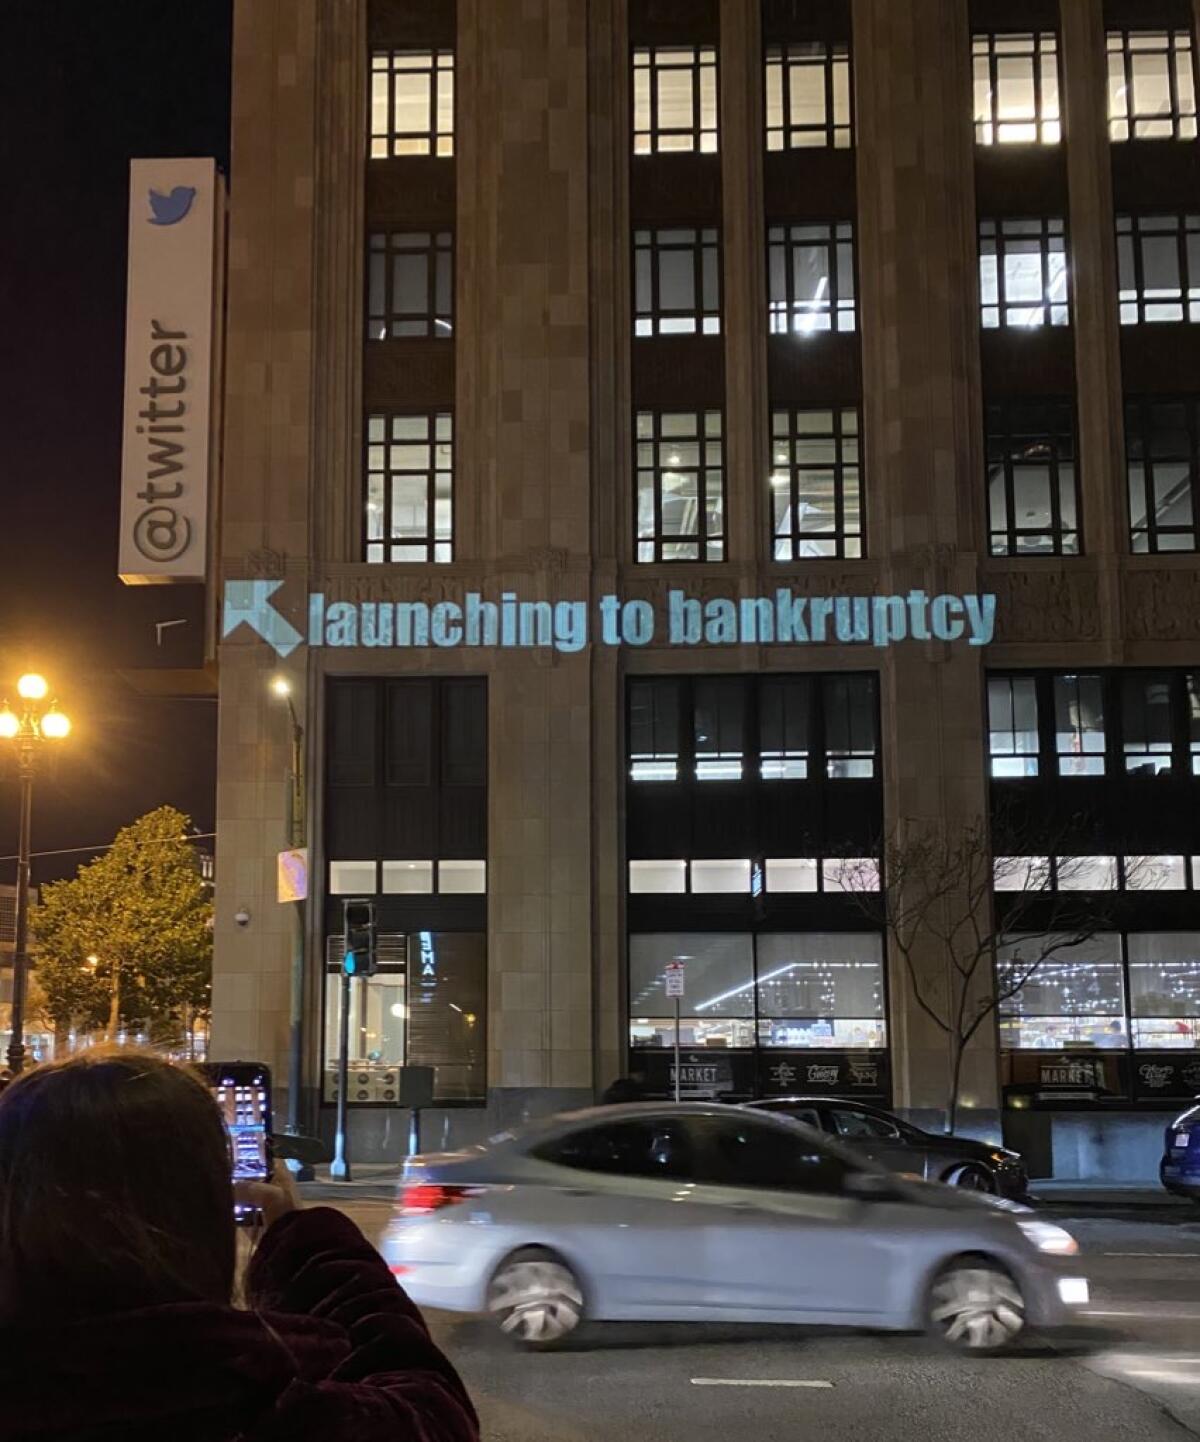 @twitter
launching to bankruptcy
MARKET
MARKET